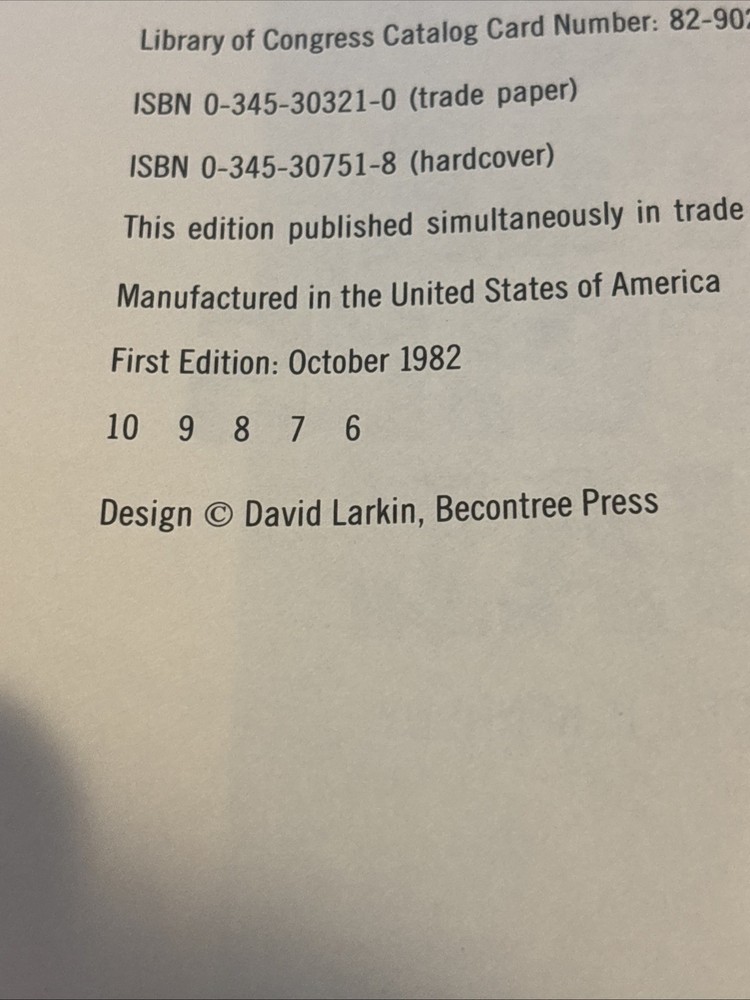 Library of Congress Catalog Card Number: 82-902
ISBN 0-345-30321-0 (trade paper)
ISBN 0-345-30751-8 (hardcover)
This edition published simultaneously in trade
Manufactured in the United States of America
First Edition: October 1982
10 9 8 7 6
Design © David Larkin, Becontree Press